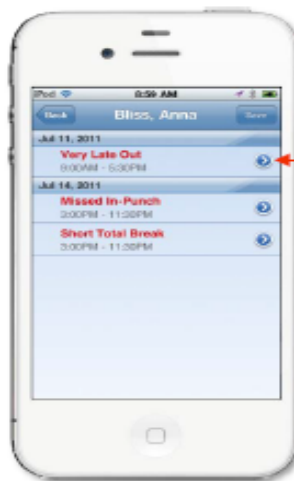 iPod 8:59 AM
Back Bliss, Anna Save
Jul 11, 2011
Very Late Out
9:00AM - 5:30PM
Jul 14, 2011
Missed In-Punch
3:00PM - 11:30PM
Short Total Break
3:00PM - 11:30PM